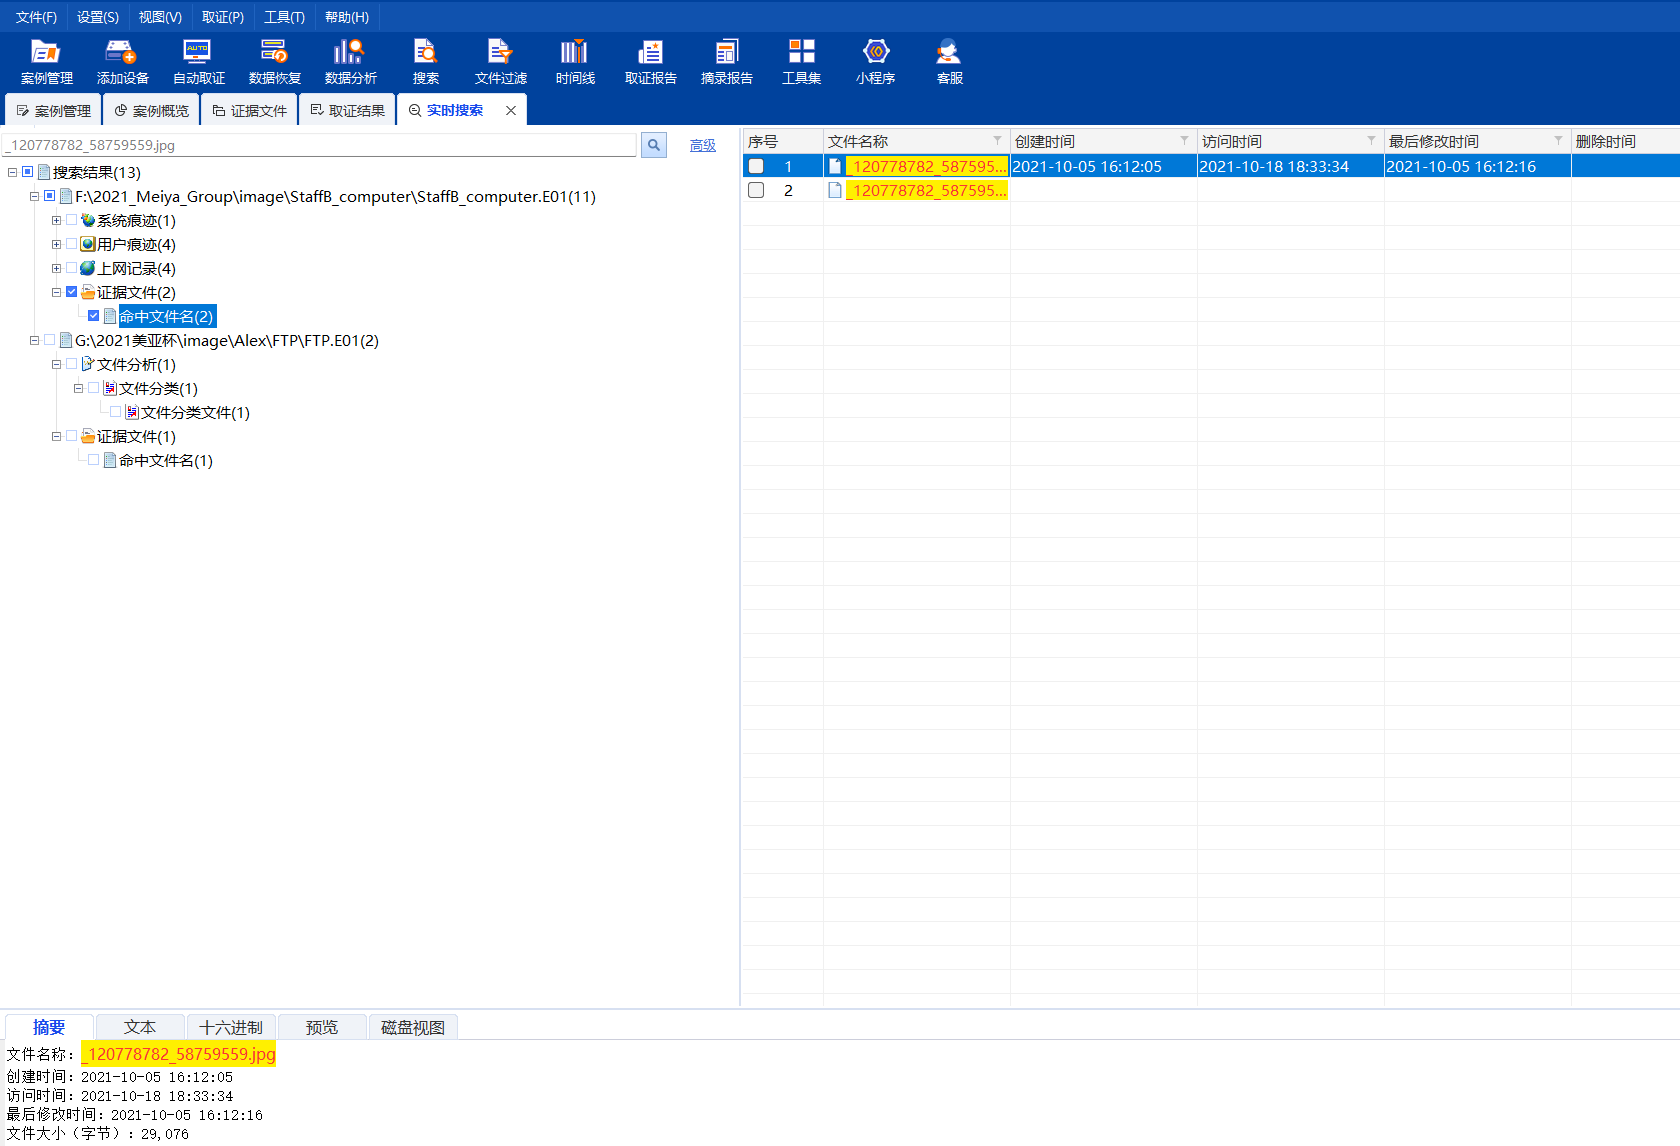 文件(F) 设置(S) 视图(V) 取证(P) 工具(T) 帮助(H)
案例管理 添加设备 自动取证 数据恢复 数据分析 搜索 文件过滤 时间线 取证报告 摘录报告 工具集 小程序 客服
案例管理 案例概览 证据文件 取证结果 实时搜索
_120778782_58759559.jpg 高级
搜索结果(13)
F:\2021_Meiya_Group\image\StaffB_computer\StaffB_computer.E01(11)
系统痕迹(1)
用户痕迹(4)
上网记录(4)
证据文件(2)
命中文件名(2)
G:\2021美亚杯\image\Alex\FTP\FTP.E01(2)
文件分析(1)
文件分类(1)
文件分类文件(1)
证据文件(1)
命中文件名(1)
序号 文件名称 创建时间 访问时间 最后修改时间 删除时间
1 _120778782_587595... 2021-10-05 16:12:05 2021-10-18 18:33:34 2021-10-05 16:12:16
2 _120778782_587595...
摘要 文本 十六进制 预览 磁盘视图
文件名称：_120778782_58759559.jpg
创建时间：2021-10-05 16:12:05
访问时间：2021-10-18 18:33:34
最后修改时间：2021-10-05 16:12:16
文件大小（字节）：29,076